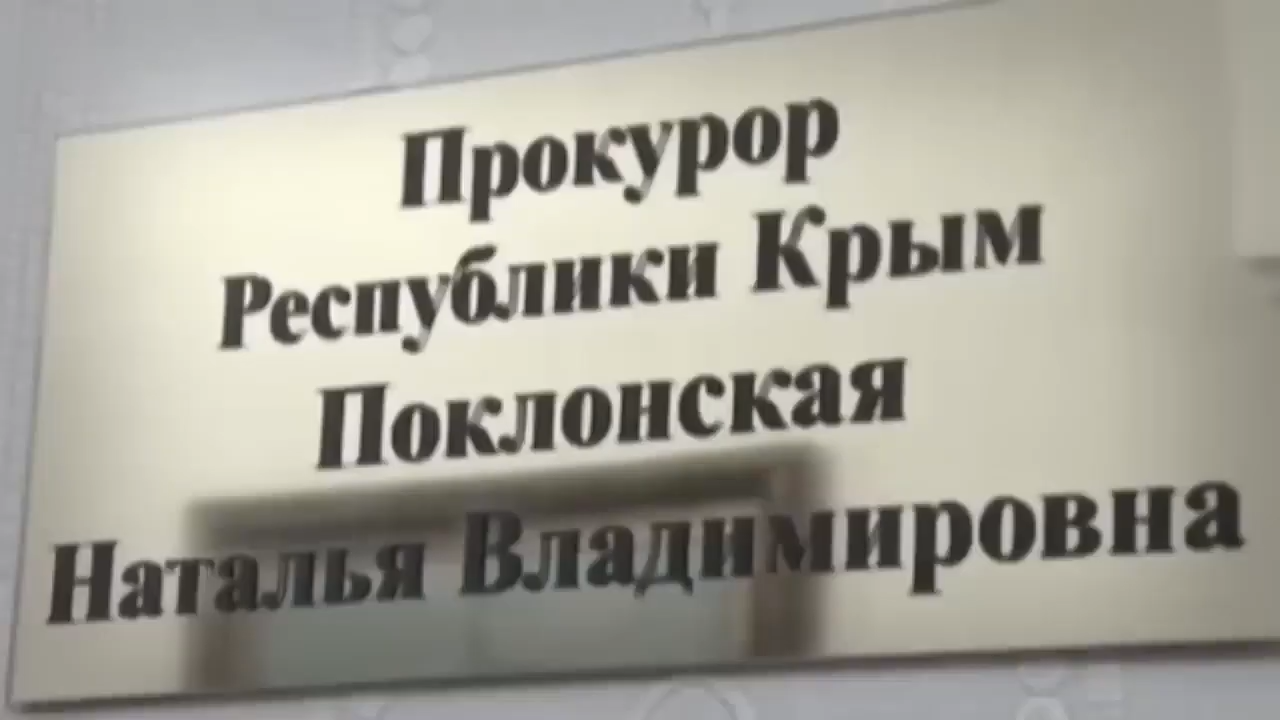 Прокурор
Республики Крым
Поклонская
Наталья Владимировна